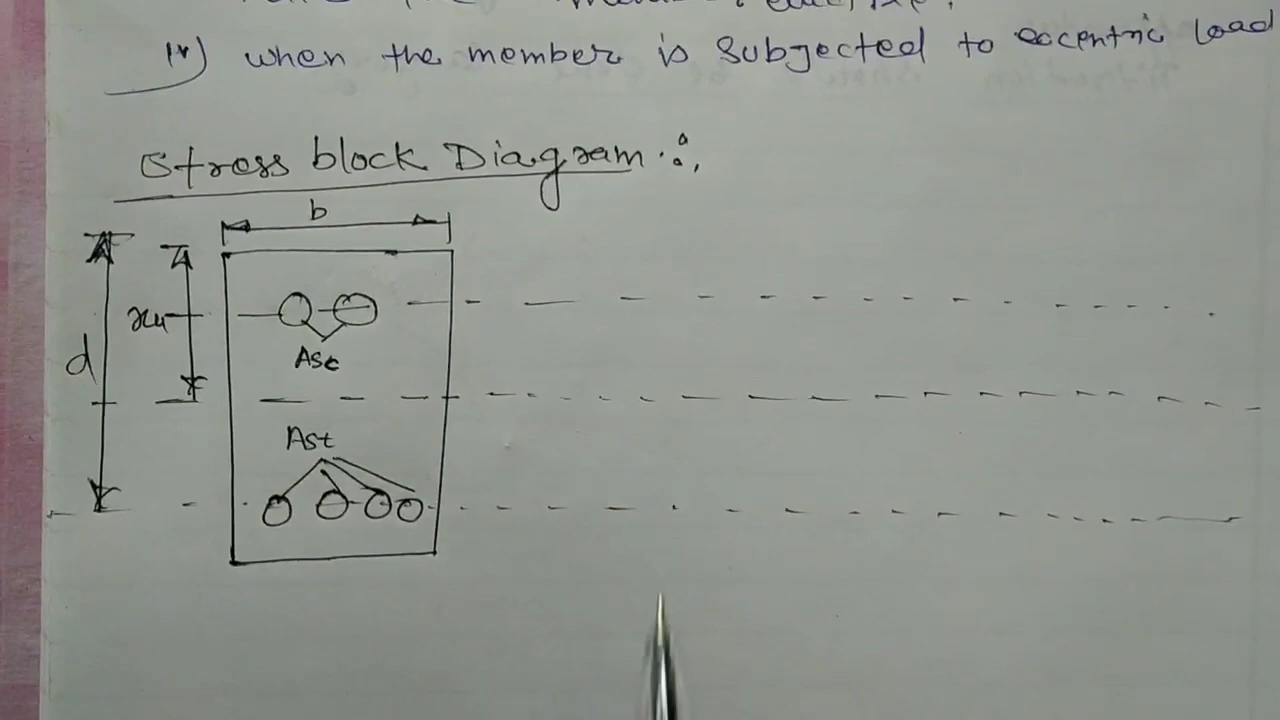 iv) when the member is subjected to eccentric load
Stress block Diagram :
b
xu
d
Asc
Ast